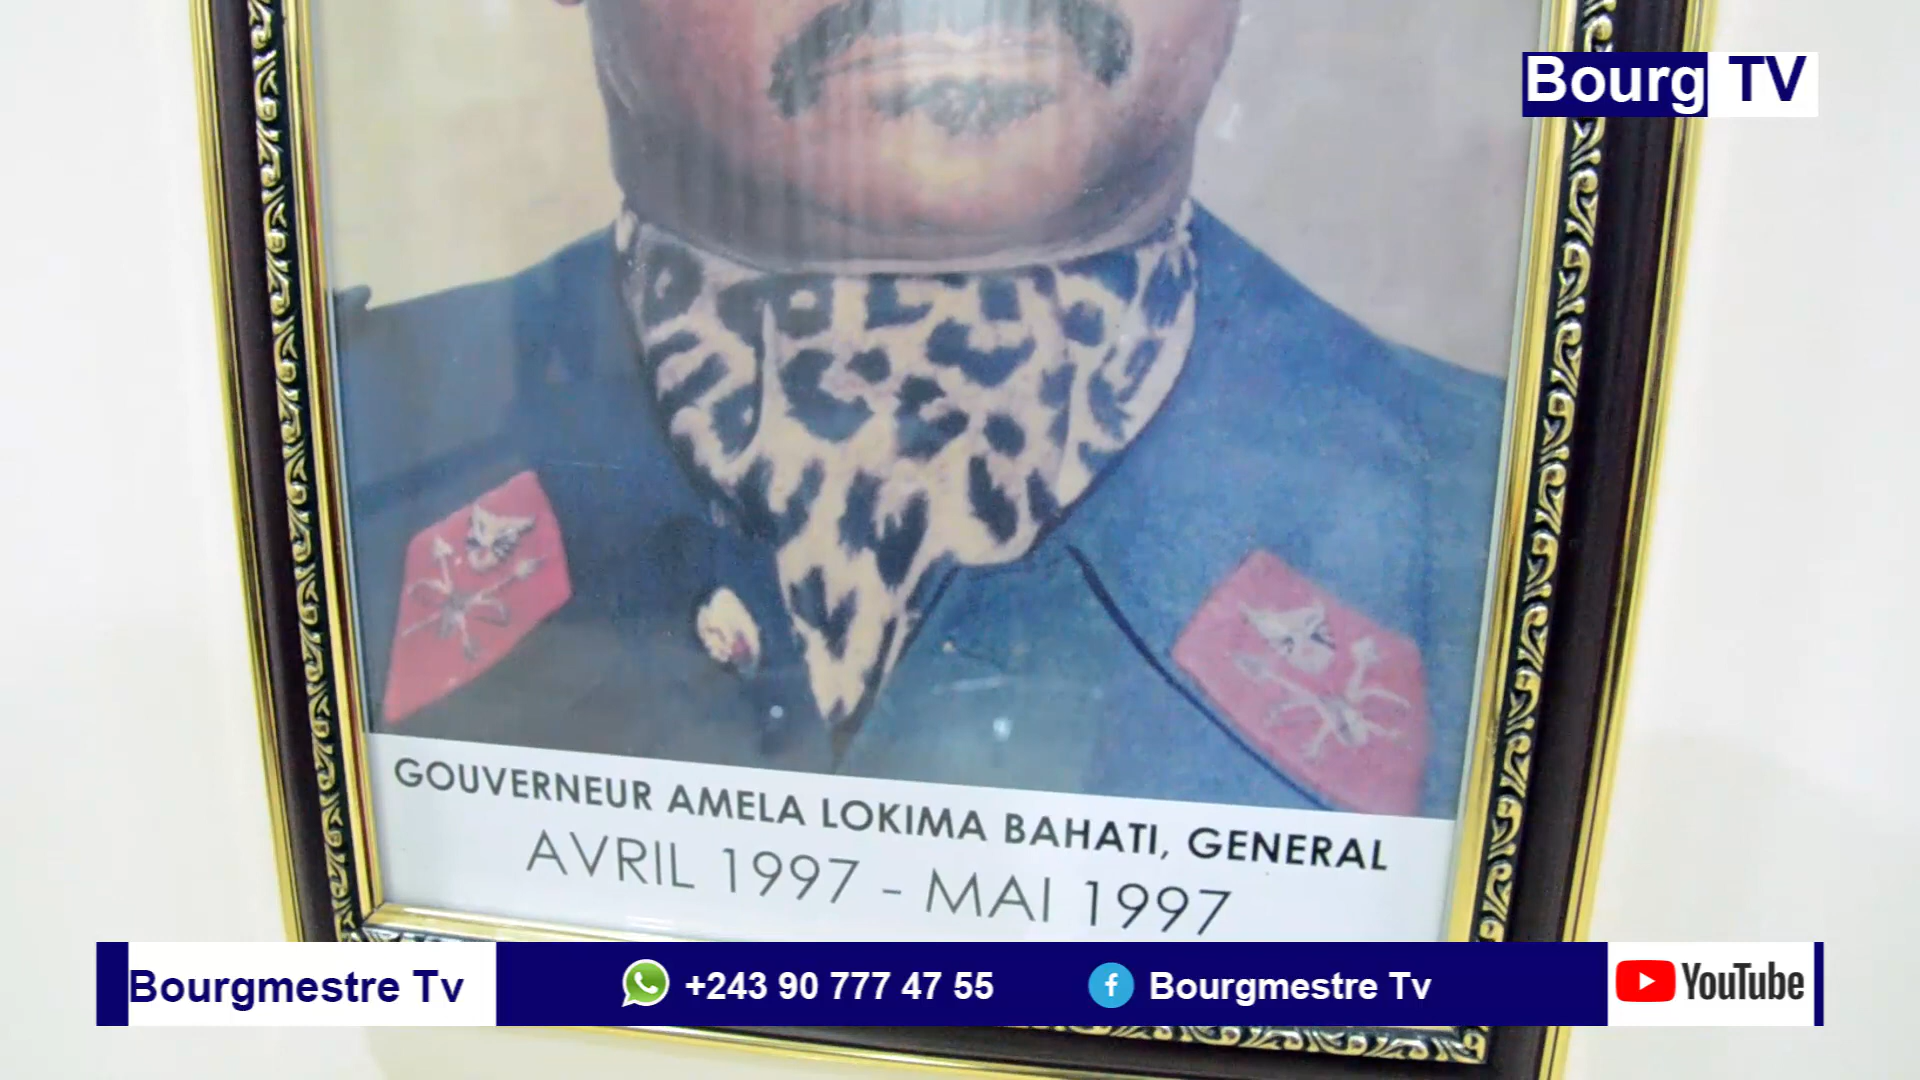 Bourg TV
GOUVERNEUR AMELA LOKIMA BAHATI, GENERAL
AVRIL 1997 - MAI 1997
Bourgmestre Tv
+243 90 777 47 55
Bourgmestre Tv
YouTube